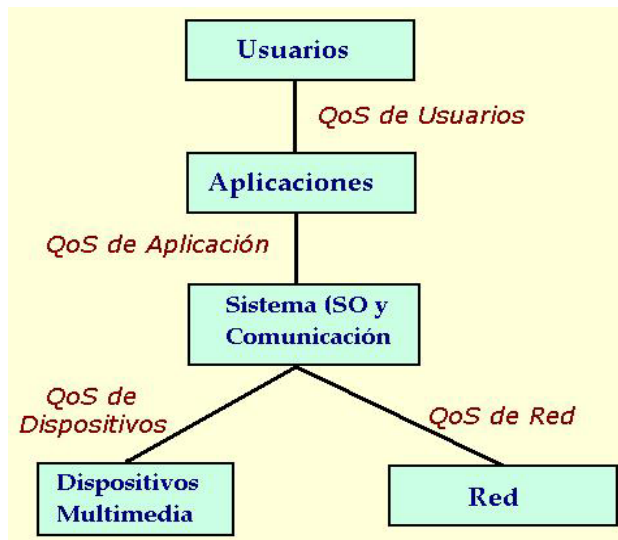 Usuarios
QoS de Usuarios
Aplicaciones
QoS de Aplicación
Sistema (SO y
Comunicación
QoS de
Dispositivos
QoS de Red
Dispositivos
Multimedia
Red